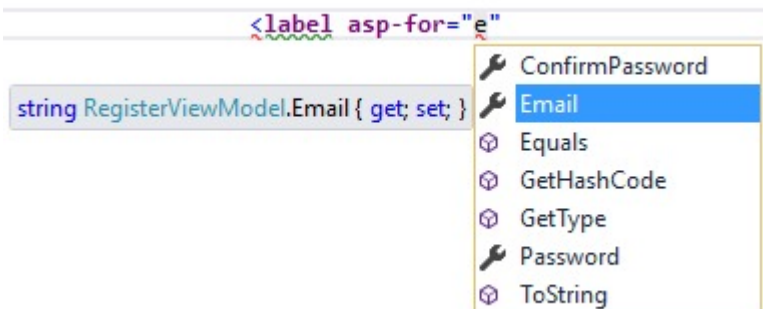 <label asp-for="e"
ConfirmPassword
string RegisterViewModel.Email { get; set; }
Email
Equals
GetHashCode
GetType
Password
ToString